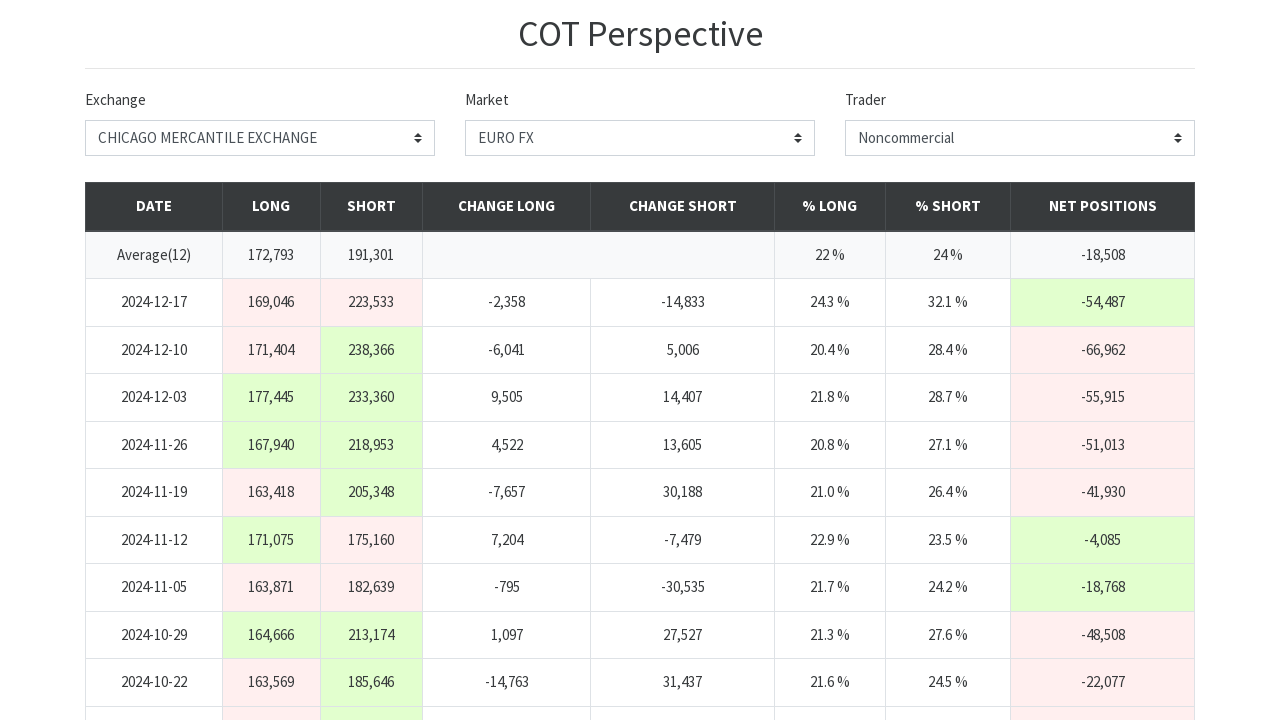 COT Perspective
Exchange Market Trader
CHICAGO MERCANTILE EXCHANGE EURO FX Noncommercial
DATE LONG SHORT CHANGE LONG CHANGE SHORT % LONG % SHORT NET POSITIONS
Average(12) 172,793 191,301 22 % 24 % -18,508
2024-12-17 169,046 223,533 -2,358 -14,833 24.3 % 32.1 % -54,487
2024-12-10 171,404 238,366 -6,041 5,006 20.4 % 28.4 % -66,962
2024-12-03 177,445 233,360 9,505 14,407 21.8 % 28.7 % -55,915
2024-11-26 167,940 218,953 4,522 13,605 20.8 % 27.1 % -51,013
2024-11-19 163,418 205,348 -7,657 30,188 21.0 % 26.4 % -41,930
2024-11-12 171,075 175,160 7,204 -7,479 22.9 % 23.5 % -4,085
2024-11-05 163,871 182,639 -795 -30,535 21.7 % 24.2 % -18,768
2024-10-29 164,666 213,174 1,097 27,527 21.3 % 27.6 % -48,508
2024-10-22 163,569 185,646 -14,763 31,437 21.6 % 24.5 % -22,077